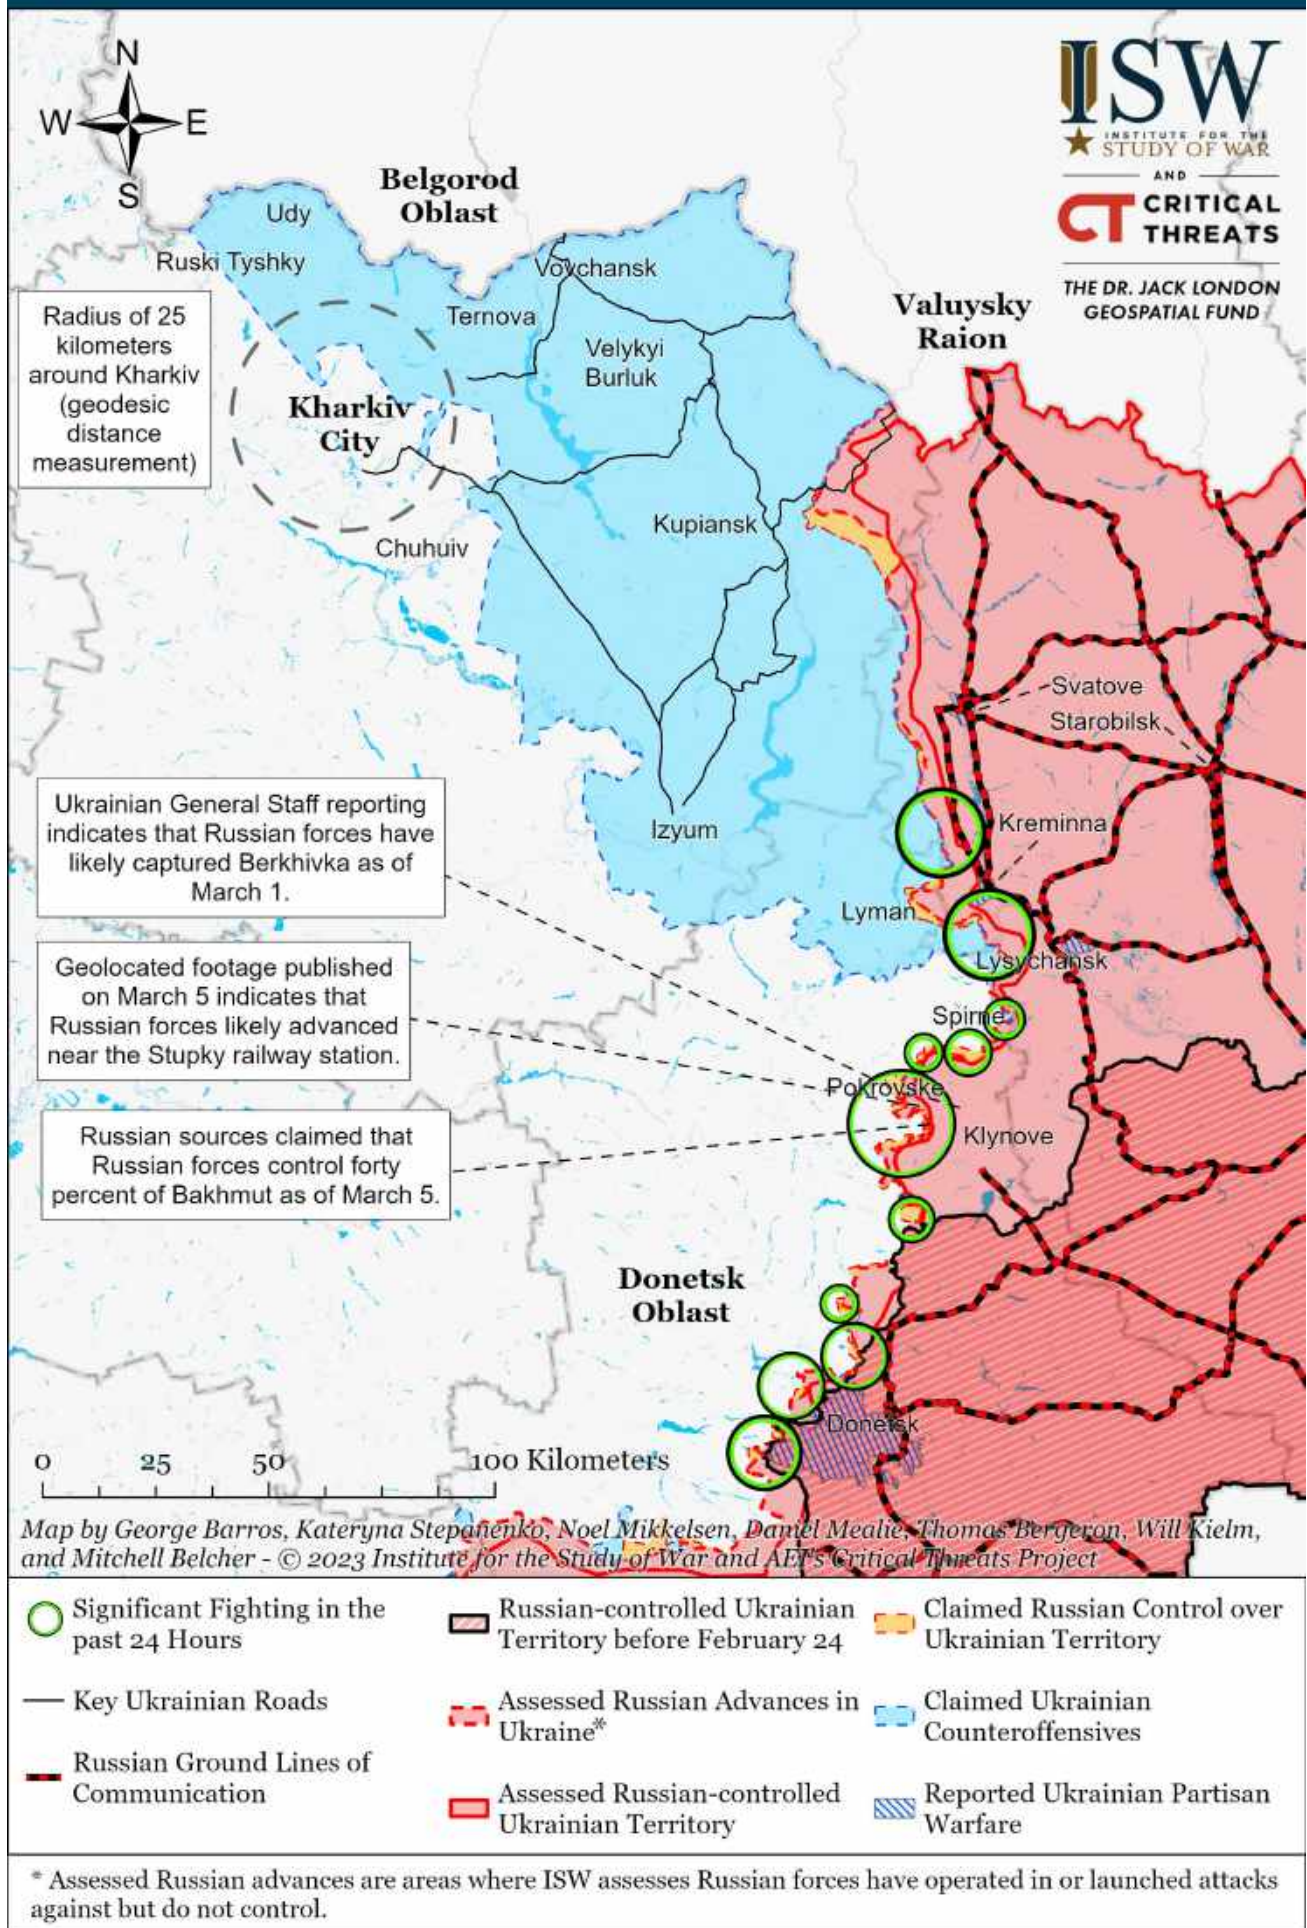 N
W E
S
ISW
INSTITUTE FOR THE
STUDY OF WAR
AND
CT CRITICAL
THREATS
THE DR. JACK LONDON
GEOSPATIAL FUND
Belgorod
Oblast
Udy
Ruski Tyshky
Vovchansk
Ternova
Valuysky
Raion
Radius of 25
kilometers
around Kharkiv
(geodesic
distance
measurement)
Velykyi
Burluk
Kharkiv
City
Kupiansk
Chuhuiv
Svatove
Starobilsk
Ukrainian General Staff reporting
indicates that Russian forces have
likely captured Berkhivka as of
March 1.
Izyum
Kreminna
Lyman
Lysychansk
Geolocated footage published
on March 5 indicates that
Russian forces likely advanced
near the Stupky railway station.
Spirne
Pokrovske
Klynove
Russian sources claimed that
Russian forces control forty
percent of Bakhmut as of March 5.
Donetsk
Oblast
Donetsk
0 25 50 100 Kilometers
Map by George Barros, Kateryna Stepanenko, Noel Mikkelsen, Daniel Mealie, Thomas Bergeron, Will Kielm,
and Mitchell Belcher - © 2023 Institute for the Study of War and AEI's Critical Threats Project
Significant Fighting in the
past 24 Hours
Key Ukrainian Roads
Russian Ground Lines of
Communication
Russian-controlled Ukrainian
Territory before February 24
Assessed Russian Advances in
Ukraine*
Assessed Russian-controlled
Ukrainian Territory
Claimed Russian Control over
Ukrainian Territory
Claimed Ukrainian
Counteroffensives
Reported Ukrainian Partisan
Warfare
* Assessed Russian advances are areas where ISW assesses Russian forces have operated in or launched attacks
against but do not control.